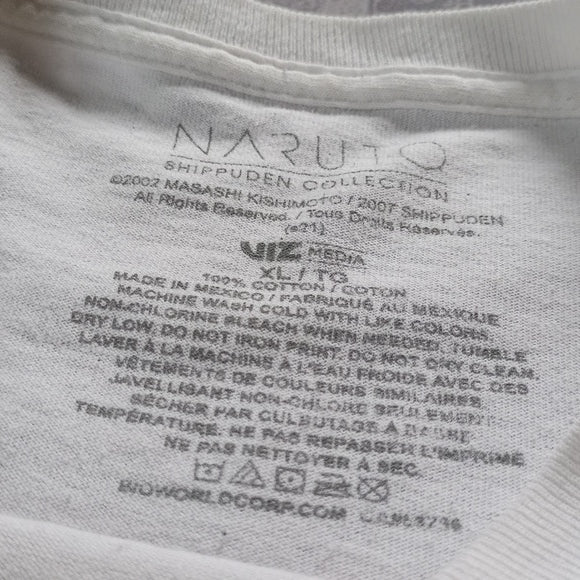 NARUTO
SHIPPUDEN COLLECTION
©2002 MASASHI KISHIMOTO / 2007 SHIPPUDEN
All Rights Reserved. / Tous Droits Réservés.
(s21)
VIZ MEDIA
XL / TG
100% COTTON / COTON
MADE IN MEXICO / FABRIQUÉ AU MEXIQUE
MACHINE WASH COLD WITH LIKE COLORS.
NON-CHLORINE BLEACH WHEN NEEDED. TUMBLE
DRY LOW. DO NOT IRON PRINT. DO NOT DRY CLEAN.
LAVER À LA MACHINE À L'EAU FROIDE AVEC DES
VÊTEMENTS DE COULEURS SIMILAIRES.
JAVELLISANT NON-CHLORE SEULEMENT.
SÉCHER PAR CULBUTAGE À BASSE
TEMPÉRATURE. NE PAS REPASSER L'IMPRIMÉ
NE PAS NETTOYER À SEC.
BIOWORLDCORP.COM